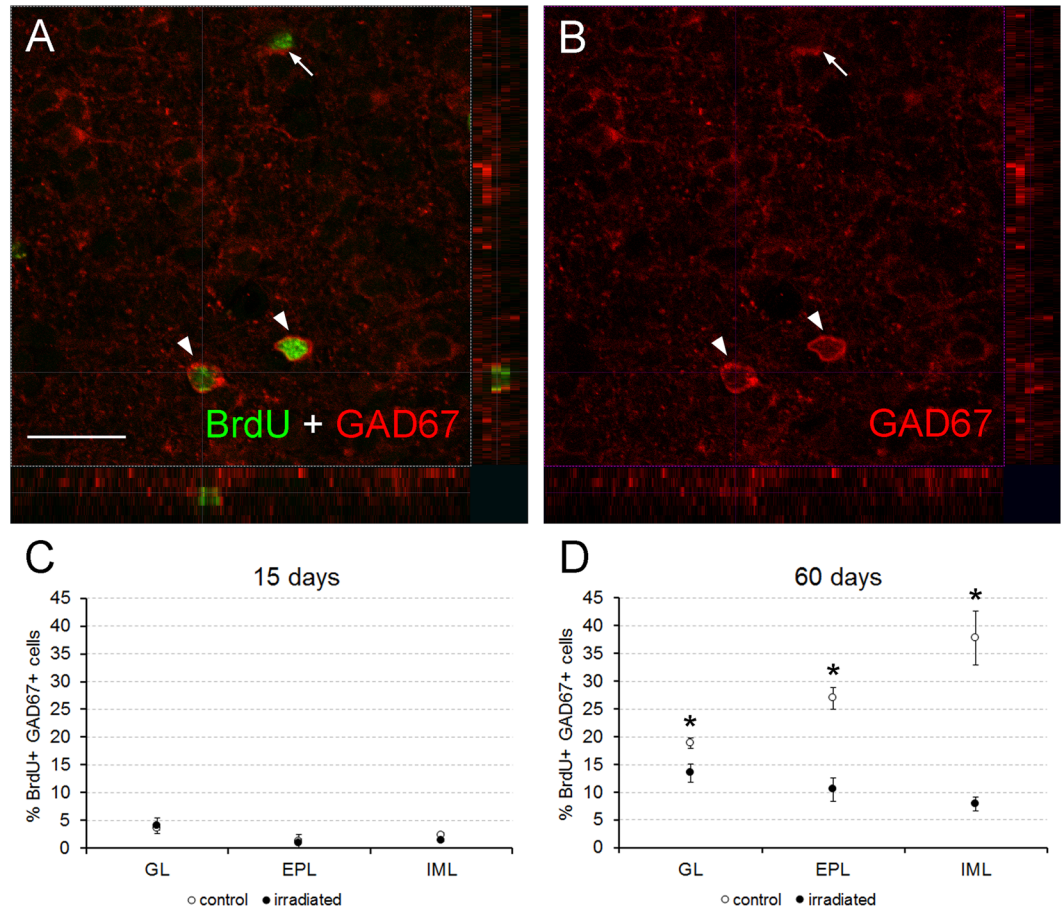 A
B
BrdU + GAD67
GAD67
C
15 days
% BrdU+ GAD67+ cells
45
40
35
30
25
20
15
10
5
0
GL
EPL
IML
control
irradiated
D
60 days
% BrdU+ GAD67+ cells
45
40
35
30
25
20
15
10
5
0
*
*
*
GL
EPL
IML
control
irradiated